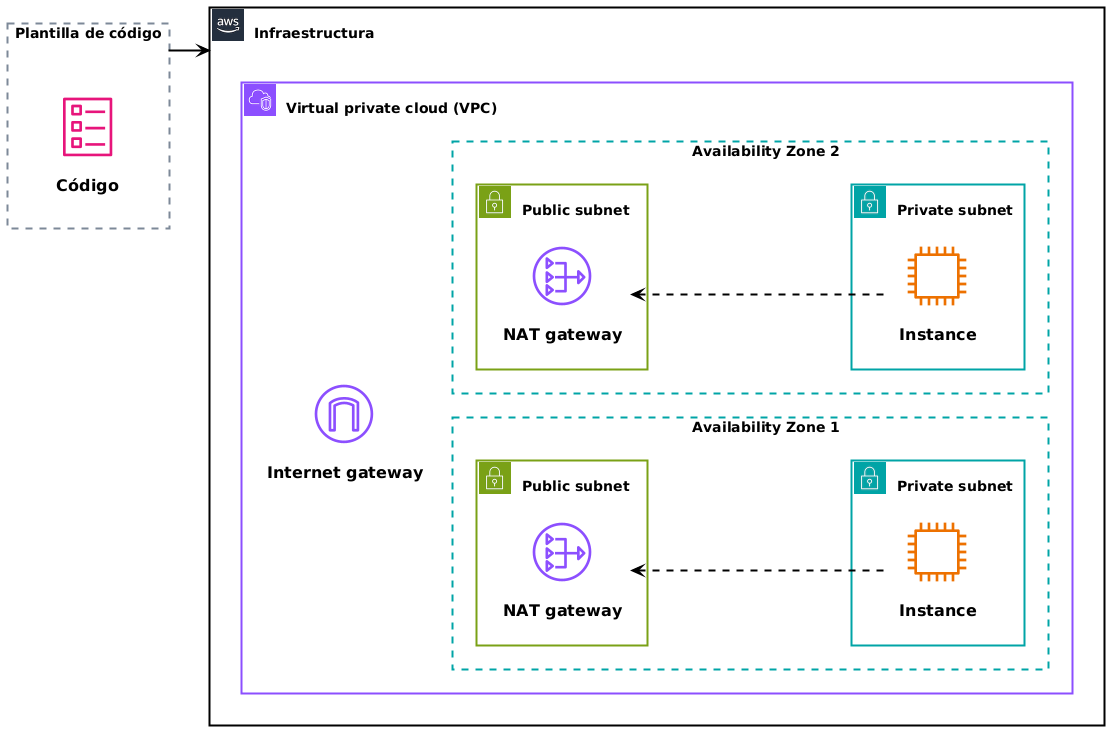 Plantilla de código
Código
aws
Infraestructura
Virtual private cloud (VPC)
Availability Zone 2
Public subnet
NAT gateway
Private subnet
Instance
Internet gateway
Availability Zone 1
Public subnet
NAT gateway
Private subnet
Instance